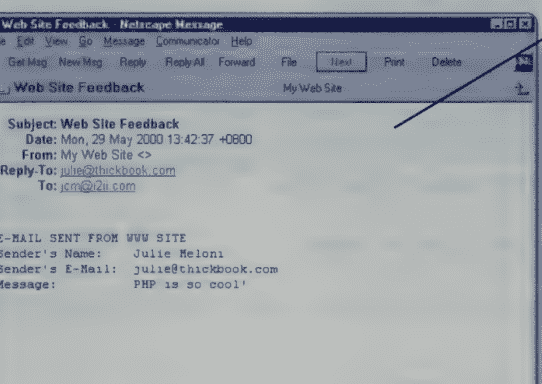 Web Site Feedback - Netscape Message
Edit View Go Message Communicator Help
Get Msg New Msg Reply Reply All Forward File Next Print Delete
Web Site Feedback My Web Site
Subject: Web Site Feedback
Date: Mon, 29 May 2000 13:42:37 +0800
From: My Web Site <>
Reply-To: julie@thickbook.com
To: jcm@i2ii.com
E-MAIL SENT FROM WWW SITE
Sender's Name: Julie Meloni
Sender's E-Mail: julie@thickbook.com
Message: PHP is so cool!